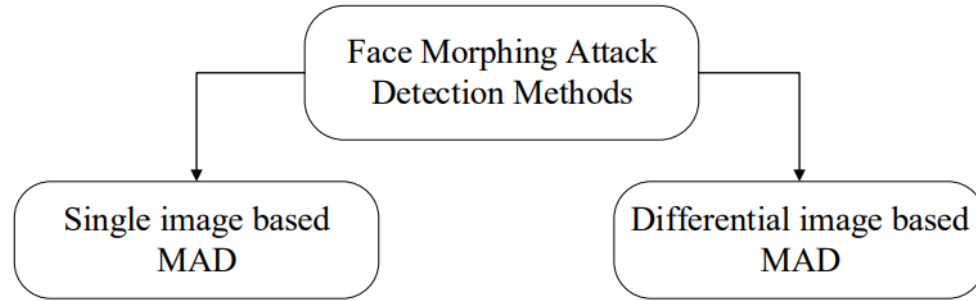 Face Morphing Attack
Detection Methods
Single image based
MAD
Differential image based
MAD